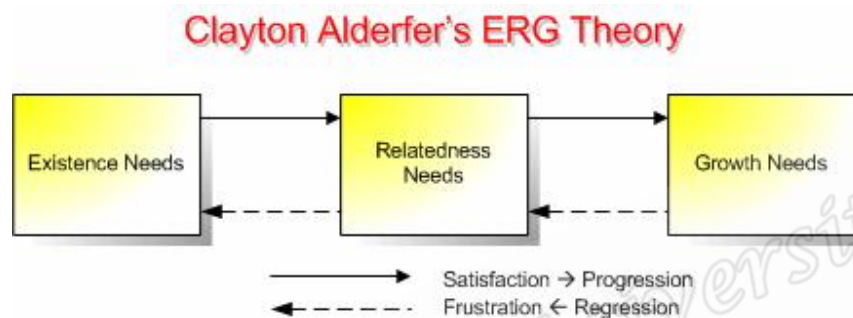 Clayton Alderfer's ERG Theory
Existence Needs
Relatedness
Needs
Growth Needs
Satisfaction → Progression
Frustration ← Regression